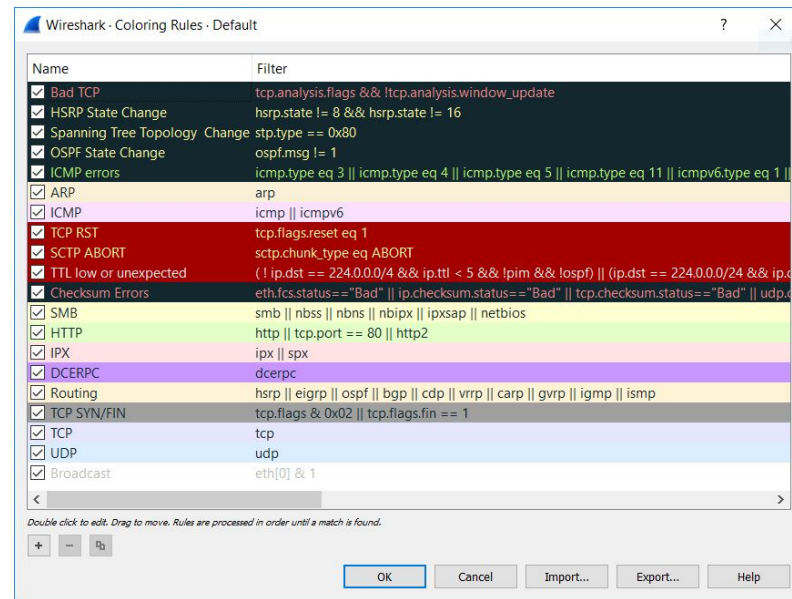 Wireshark · Coloring Rules · Default ? ×
Name Filter
Bad TCP tcp.analysis.flags && !tcp.analysis.window_update
HSRP State Change hsrp.state != 8 && hsrp.state != 16
Spanning Tree Topology Change stp.type == 0x80
OSPF State Change ospf.msg != 1
ICMP errors icmp.type eq 3 || icmp.type eq 4 || icmp.type eq 5 || icmp.type eq 11 || icmpv6.type eq 1 ||
ARP arp
ICMP icmp || icmpv6
TCP RST tcp.flags.reset eq 1
SCTP ABORT sctp.chunk_type eq ABORT
TTL low or unexpected ( ! ip.dst == 224.0.0.0/4 && ip.ttl < 5 && !pim && !ospf) || (ip.dst == 224.0.0.0/24 && ip.
Checksum Errors eth.fcs.status=="Bad" || ip.checksum.status=="Bad" || tcp.checksum.status=="Bad" || udp.
SMB smb || nbss || nbns || nbipx || ipxsap || netbios
HTTP http || tcp.port == 80 || http2
IPX ipx || spx
DCERPC dcerpc
Routing hsrp || eigrp || ospf || bgp || cdp || vrrp || carp || gvrp || igmp || ismp
TCP SYN/FIN tcp.flags & 0x02 || tcp.flags.fin == 1
TCP tcp
UDP udp
Broadcast eth[0] & 1
Double click to edit. Drag to move. Rules are processed in order until a match is found.
OK Cancel Import... Export... Help